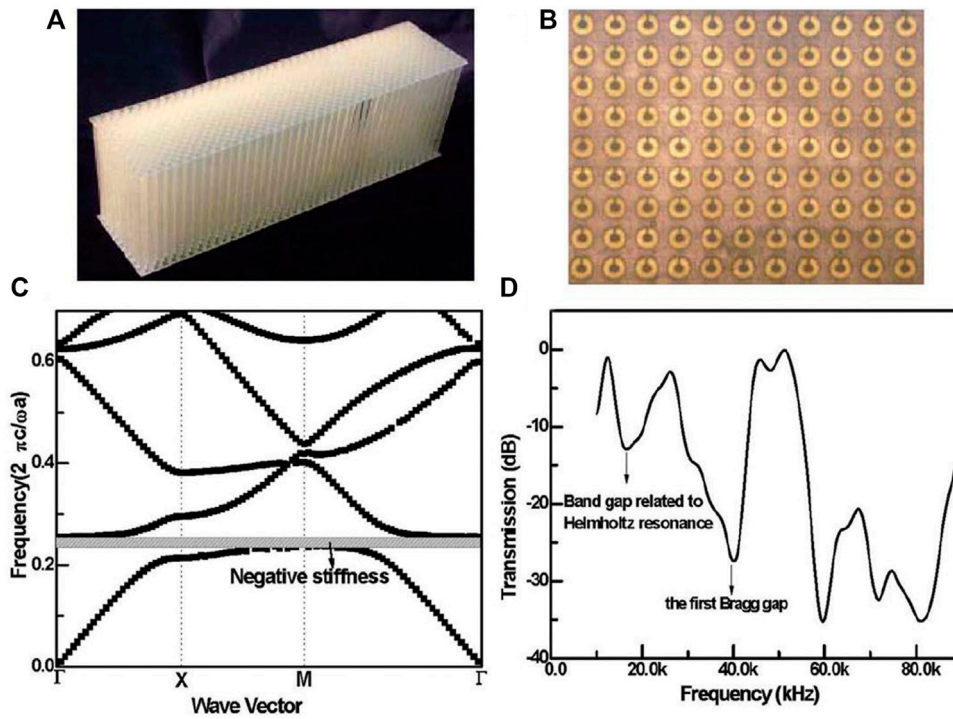 A
B
C
Frequency(2 πc/ωa)
0.6
0.4
0.2
0.0
Negative stiffness
Γ X M Γ
Wave Vector
D
Transmission (dB)
0
-10
-20
-30
-40
Band gap related to
Helmholtz resonance
the first Bragg gap
20.0k 40.0k 60.0k 80.0k
Frequency (kHz)